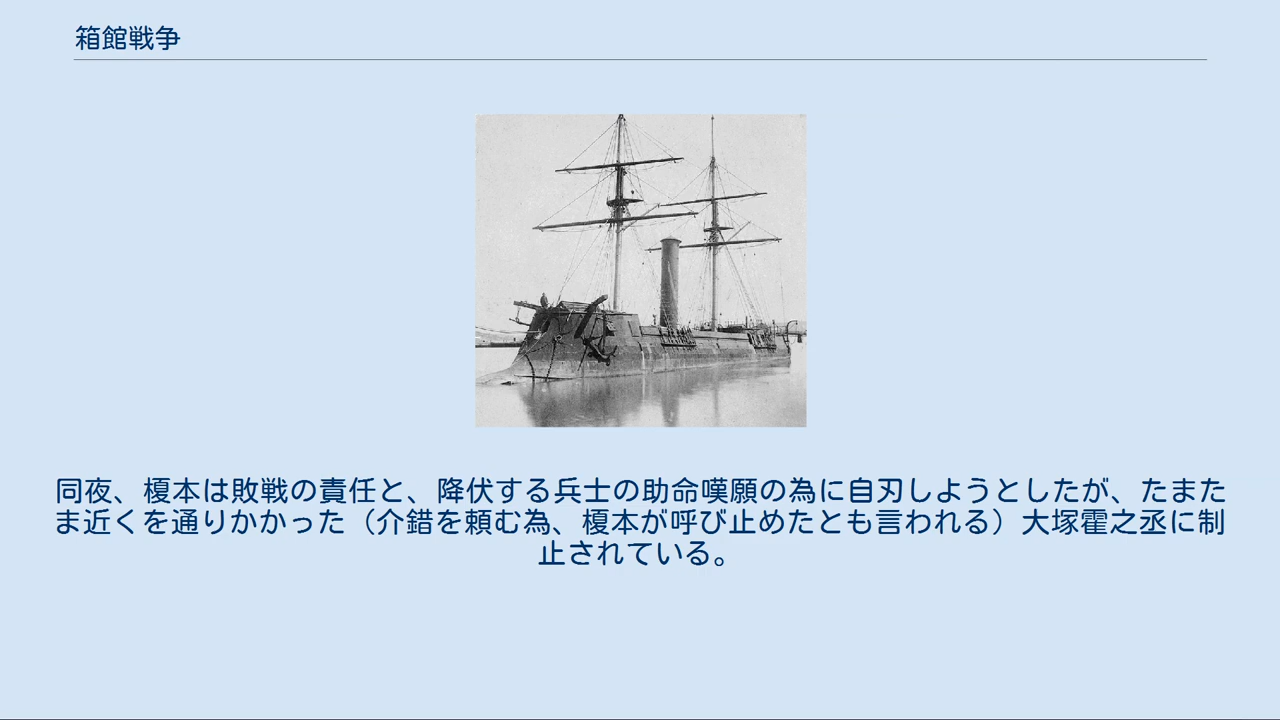 箱館戦争
同夜、榎本は敗戦の責任と、降伏する兵士の助命嘆願の為に自刃しようとしたが、たまた
ま近くを通りかかった（介錯を頼む為、榎本が呼び止めたとも言われる）大塚霍之丞に制
止されている。